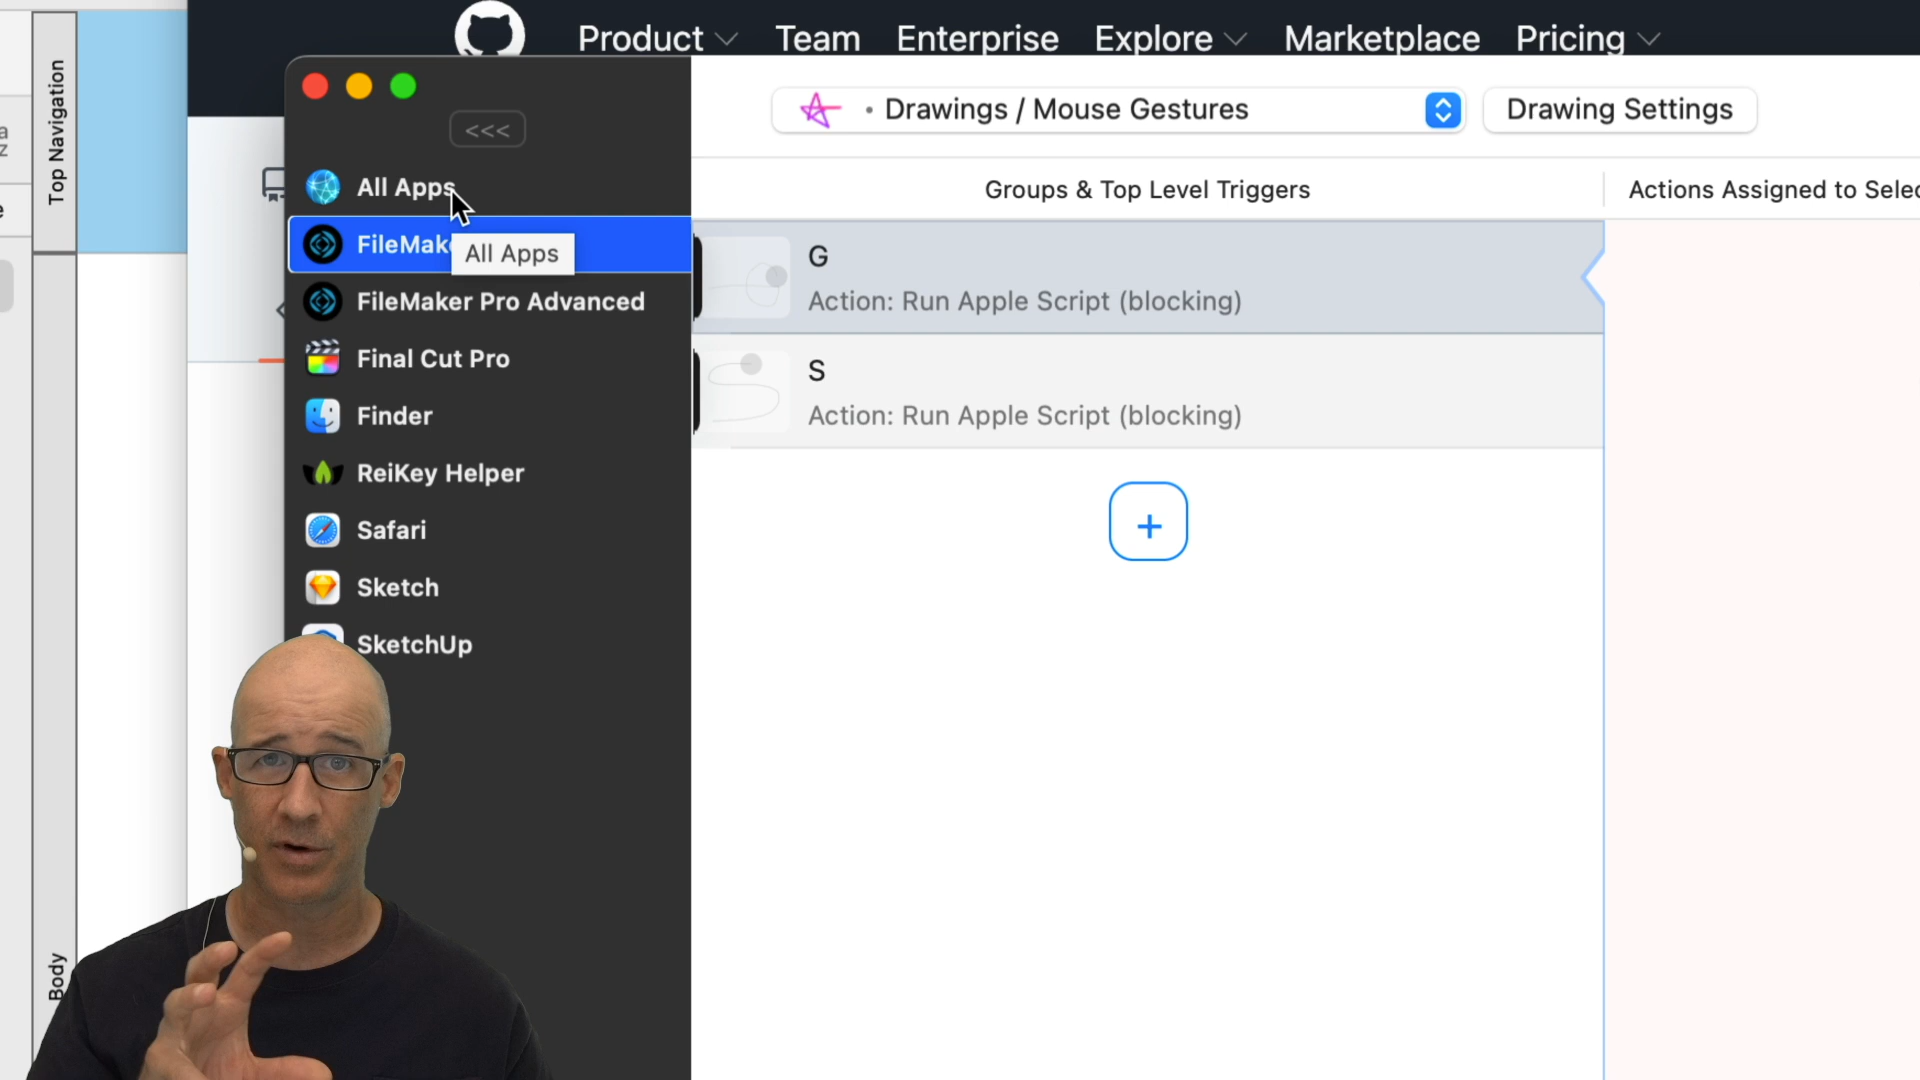 Product Team Enterprise Explore Marketplace Pricing
Top Navigation
a
z
e
<<<
Drawings / Mouse Gestures
Drawing Settings
All Apps
Groups & Top Level Triggers
Actions Assigned to Selec
FileMak
All Apps
G
Action: Run Apple Script (blocking)
FileMaker Pro Advanced
Final Cut Pro
S
Action: Run Apple Script (blocking)
Finder
ReiKey Helper
Safari
+
Sketch
SketchUp
Body